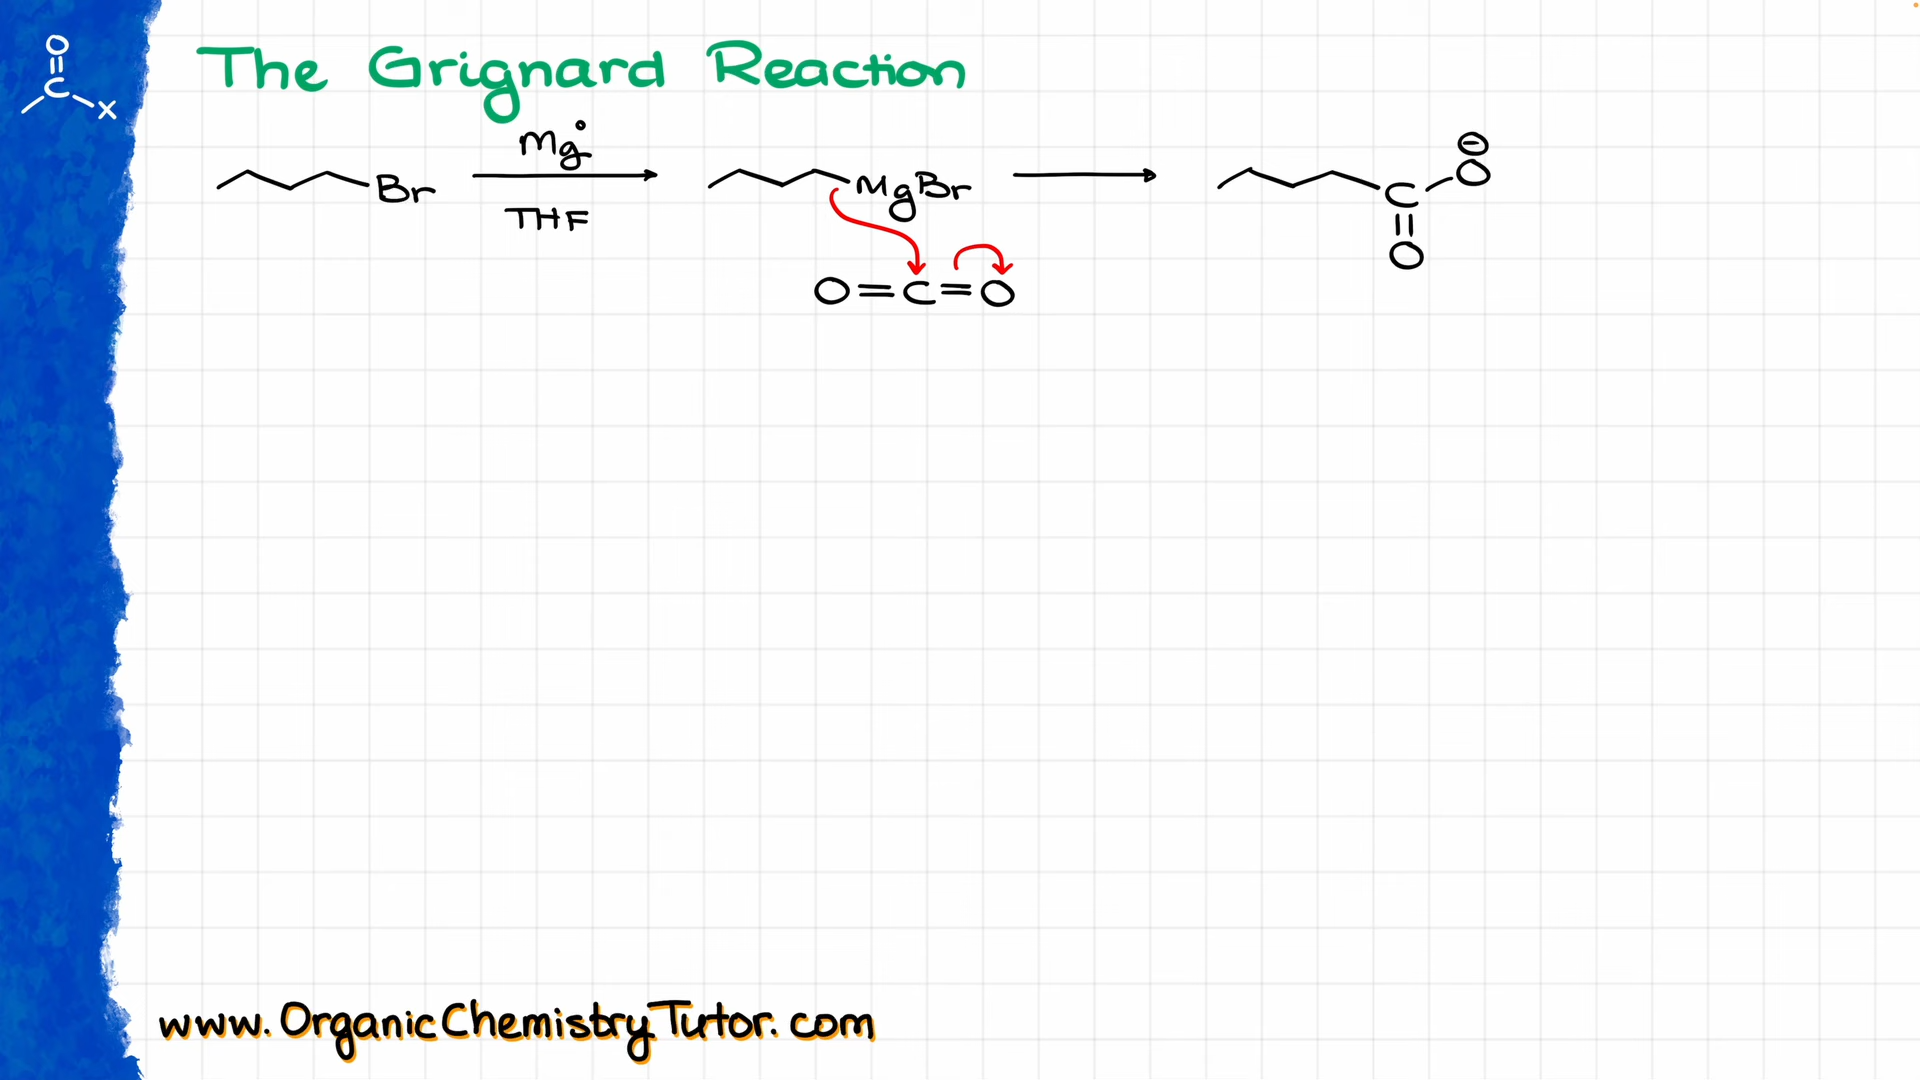 The Grignard Reaction
O
C
X
Br
Mg°
THF
MgBr
O=C=O
⊖
O
C
O
www.OrganicChemistryTutor.com